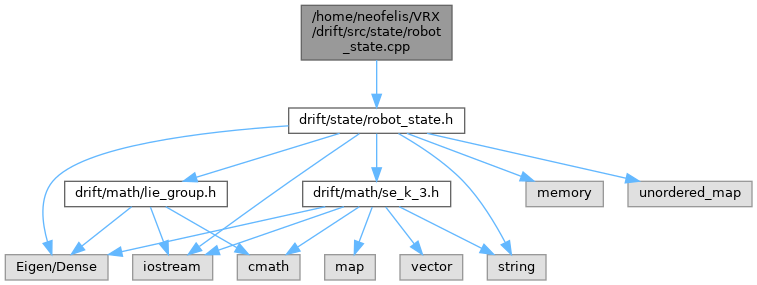 /home/neofelis/VRX
/drift/src/state/robot
_state.cpp
drift/state/robot_state.h
drift/math/lie_group.h
drift/math/se_k_3.h
memory
unordered_map
Eigen/Dense
iostream
cmath
map
vector
string